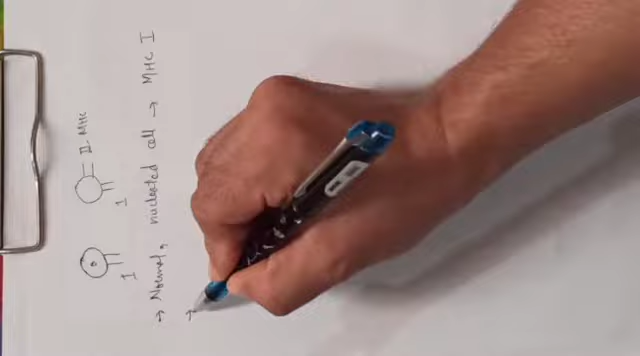 I
II MHC
I
→ Normal, nucleated cell → MHC I
→